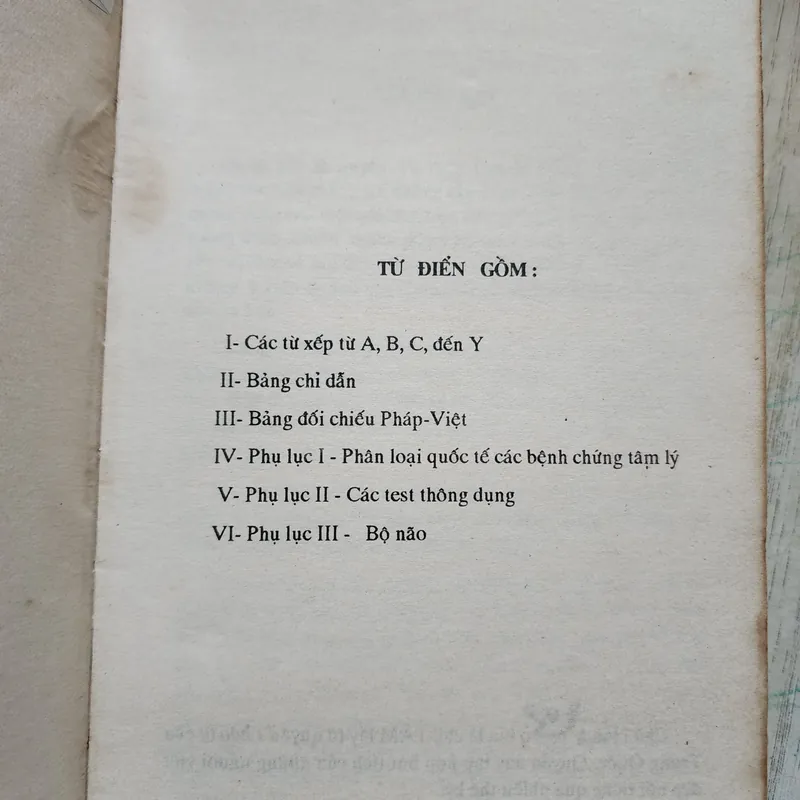 TỪ ĐIỂN GỒM:
I- Các từ xếp từ A, B, C, đến Y
II- Bảng chỉ dẫn
III- Bảng đối chiếu Pháp-Việt
IV- Phụ lục I - Phân loại quốc tế các bệnh chứng tâm lý
V- Phụ lục II - Các test thông dụng
VI- Phụ lục III - Bộ não